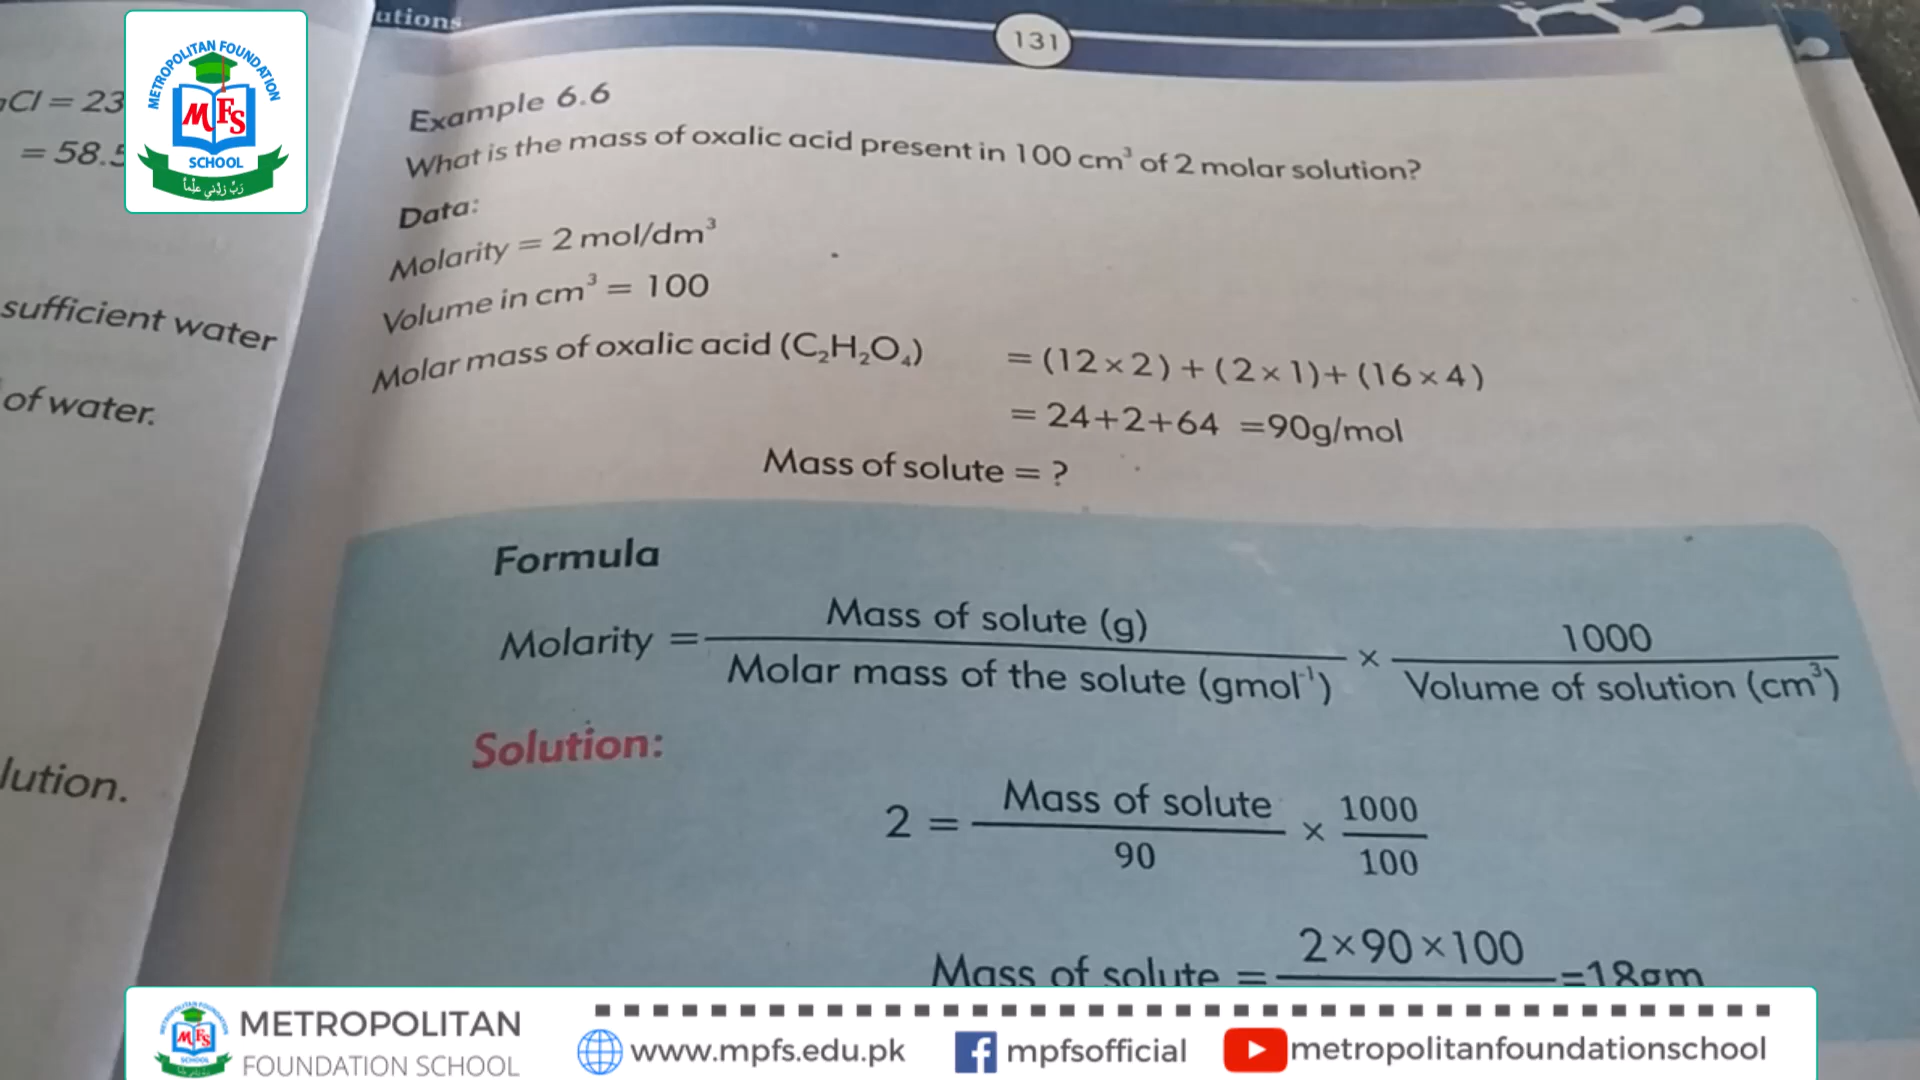 utions
131
Cl = 23
= 58.5
sufficient water
of water.
lution.
METROPOLITAN FOUNDATION
MFS
SCHOOL
رَبِّ زِدْنِي عِلْماً
Example 6.6
What is the mass of oxalic acid present in 100 cm³ of 2 molar solution?
Data:
Molarity = 2 mol/dm³
Volume in cm³ = 100
Molar mass of oxalic acid (C₂H₂O₄) = (12×2) + (2×1)+ (16×4)
= 24+2+64 =90g/mol
Mass of solute = ?
Formula
Molarity = Mass of solute (g) / Molar mass of the solute (gmol⁻¹) × 1000 / Volume of solution (cm³)
Solution:
2 = Mass of solute / 90 × 1000 / 100
Mass of solute = 2×90×100 =18gm
METROPOLITAN
FOUNDATION SCHOOL
www.mpfs.edu.pk
mpfsofficial
metropolitanfoundationschool